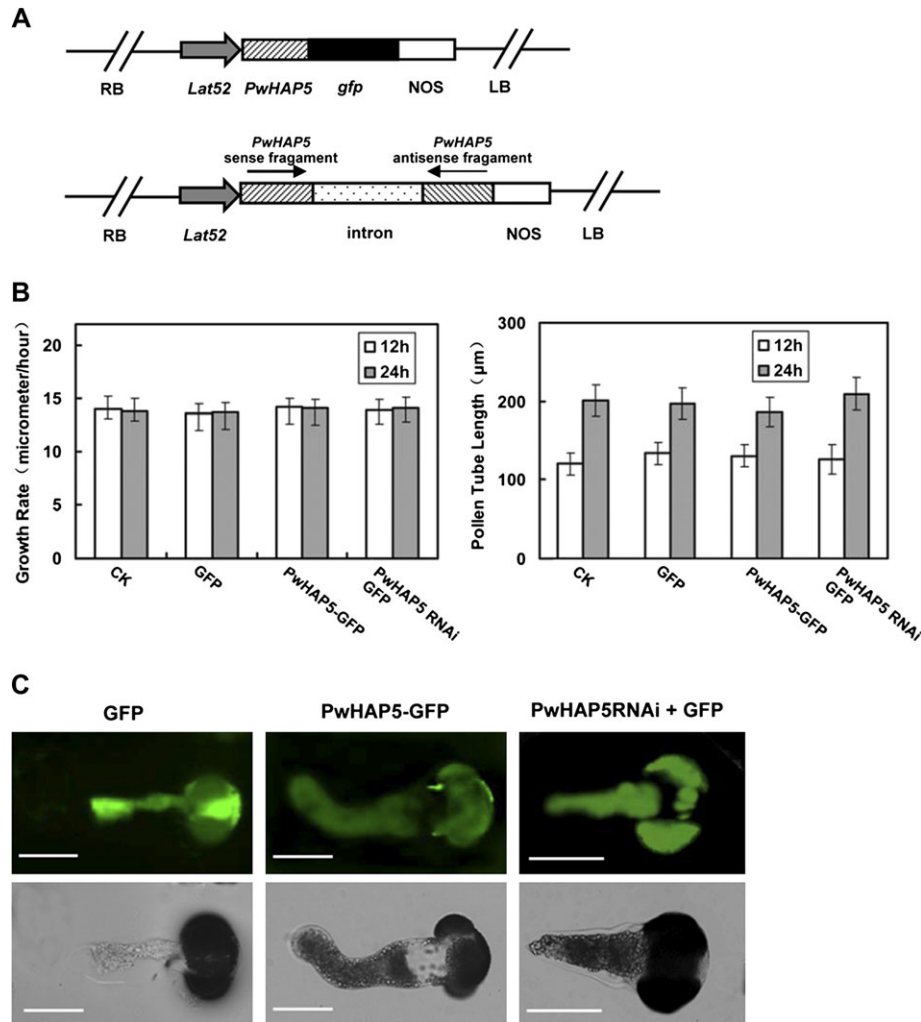 A
RB Lat52 PwHAP5 gfp NOS LB
PwHAP5 PwHAP5
sense fragament antisense fragament
RB Lat52 intron NOS LB
B
Growth Rate（micrometer/hour）
20
15
10
5
0
12h
24h
CK
GFP
PwHAP5-GFP
PwHAP5 RNAi
GFP
Pollen Tube Length（μm）
300
200
100
0
12h
24h
CK
GFP
PwHAP5-GFP
PwHAP5 RNAi
GFP
C
GFP PwHAP5-GFP PwHAP5RNAi + GFP